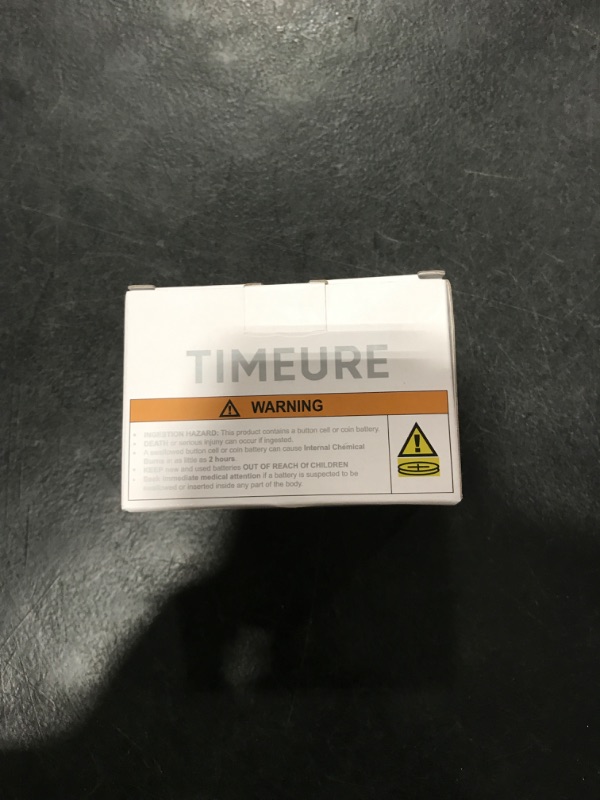 TIMEURE
WARNING
• INGESTION HAZARD: This product contains a button cell or coin battery.
• DEATH or serious injury can occur if ingested.
• A swallowed button cell or coin battery can cause Internal Chemical
Burns in as little as 2 hours.
• KEEP new and used batteries OUT OF REACH Of CHILDREN
• Seek immediate medical attention if a battery is suspected to be
swallowed or inserted inside any part of the body.